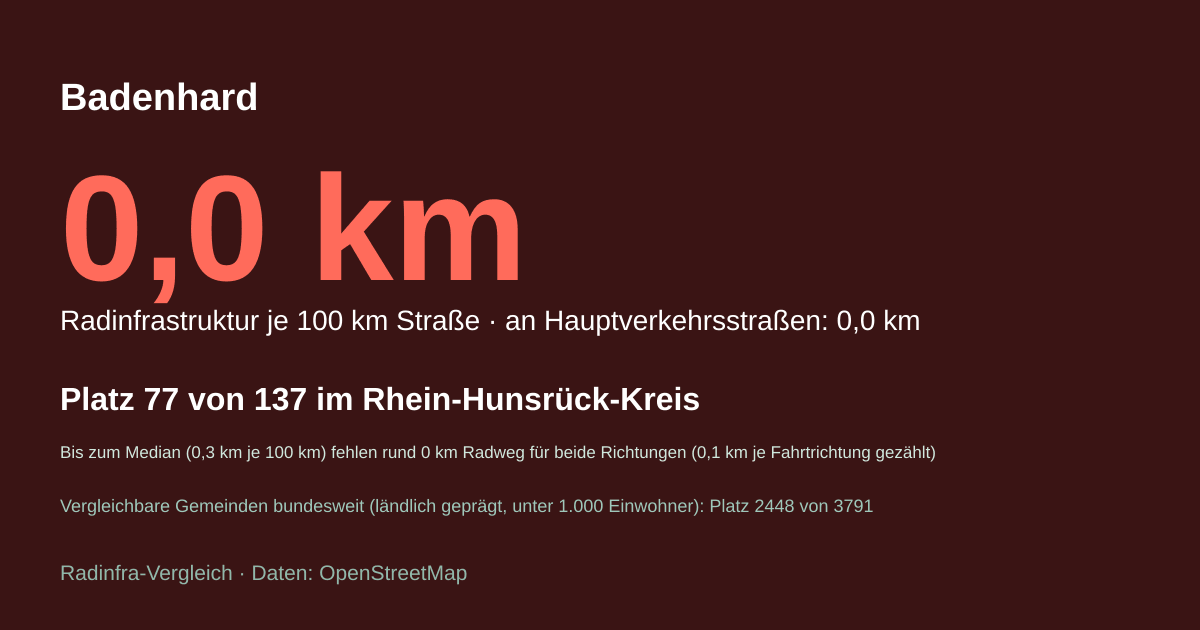 Badenhard
0,0 km
Radinfrastruktur je 100 km Straße · an Hauptverkehrsstraßen: 0,0 km
Platz 77 von 137 im Rhein-Hunsrück-Kreis
Bis zum Median (0,3 km je 100 km) fehlen rund 0 km Radweg für beide Richtungen (0,1 km je Fahrtrichtung gezählt)
Vergleichbare Gemeinden bundesweit (ländlich geprägt, unter 1.000 Einwohner): Platz 2448 von 3791
Radinfra-Vergleich · Daten: OpenStreetMap